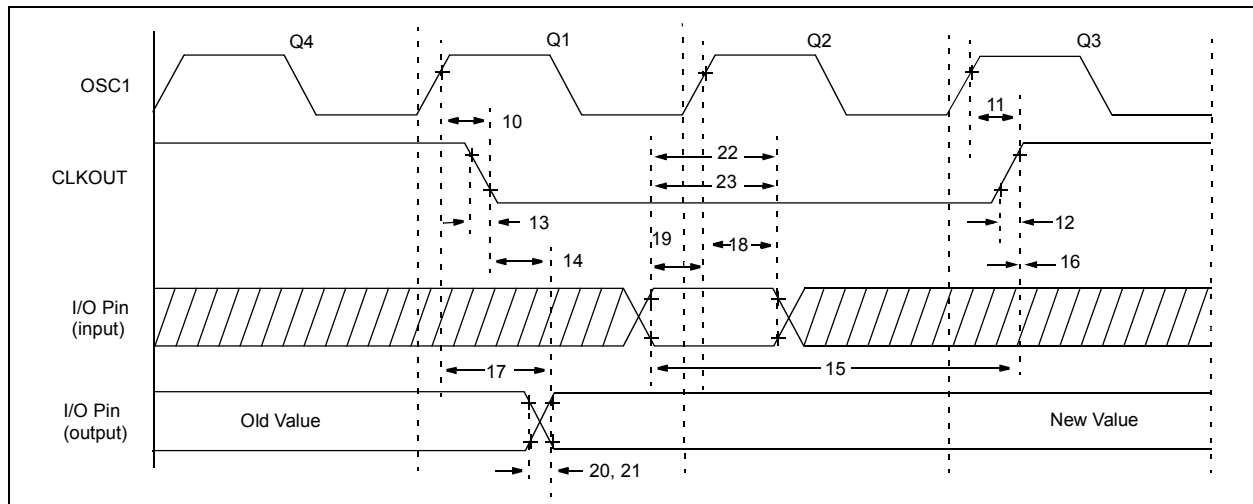 Q4
Q1
Q2
Q3
OSC1
10
11
22
CLKOUT
23
13
12
19
18
14
16
I/O Pin
(input)
17
15
I/O Pin
(output)
Old Value
New Value
20, 21